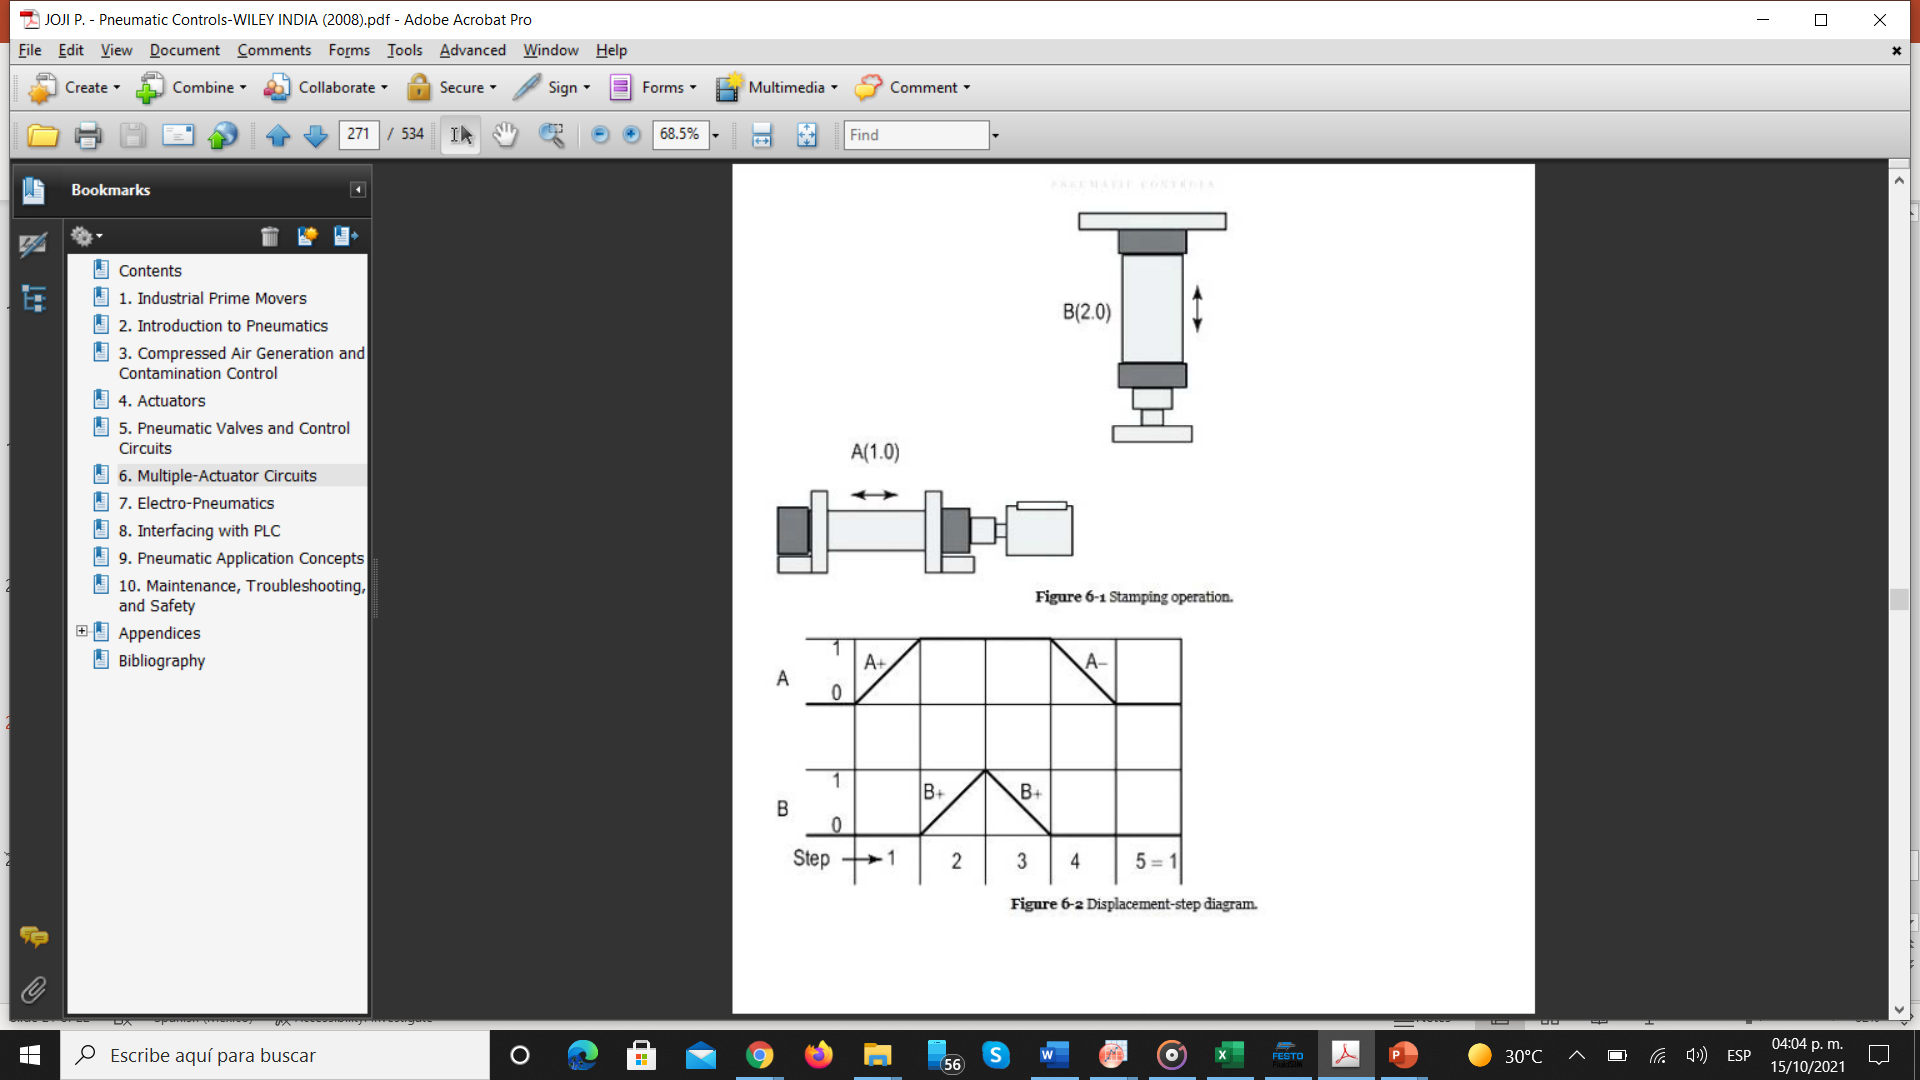 JOJI P. - Pneumatic Controls-WILEY INDIA (2008).pdf - Adobe Acrobat Pro
File Edit View Document Comments Forms Tools Advanced Window Help
Create Combine Collaborate Secure Sign Forms Multimedia Comment
271 / 534 68.5% Find
Bookmarks
Contents
1. Industrial Prime Movers
2. Introduction to Pneumatics
3. Compressed Air Generation and
Contamination Control
4. Actuators
5. Pneumatic Valves and Control
Circuits
6. Multiple-Actuator Circuits
7. Electro-Pneumatics
8. Interfacing with PLC
9. Pneumatic Application Concepts
10. Maintenance, Troubleshooting,
and Safety
Appendices
Bibliography
PNEUMATIC CONTROLS
B(2.0)
A(1.0)
Figure 6-1 Stamping operation.
1
A+ A−
A
0
1
B+ B+
B
0
Step 1 2 3 4 5 = 1
Figure 6-2 Displacement-step diagram.
Escribe aquí para buscar
56
FESTO
30°C
ESP
04:04 p. m.
15/10/2021